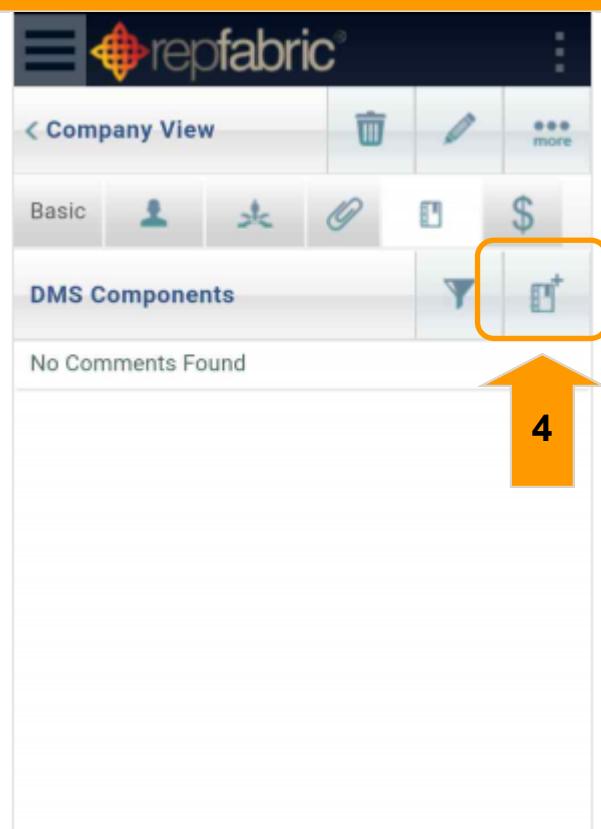 repfabric®
< Company View
more
Basic
$
DMS Components
No Comments Found
4